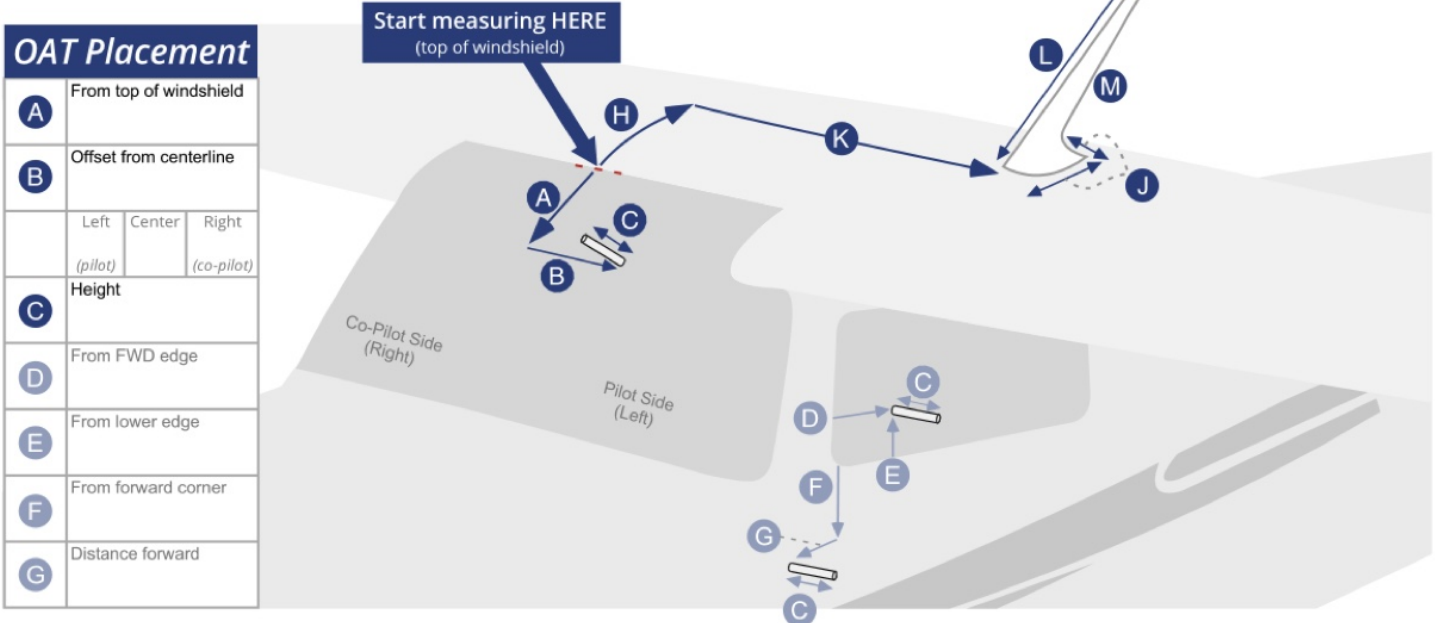 OAT Placement
A
From top of windshield
B
Offset from centerline
Left
(pilot)
Center
Right
(co-pilot)
C
Height
D
From FWD edge
E
From lower edge
F
From forward corner
G
Distance forward
Start measuring HERE
(top of windshield)
H
K
L
M
J
A
C
B
Co-Pilot Side
(Right)
Pilot Side
(Left)
C
D
E
F
G
C